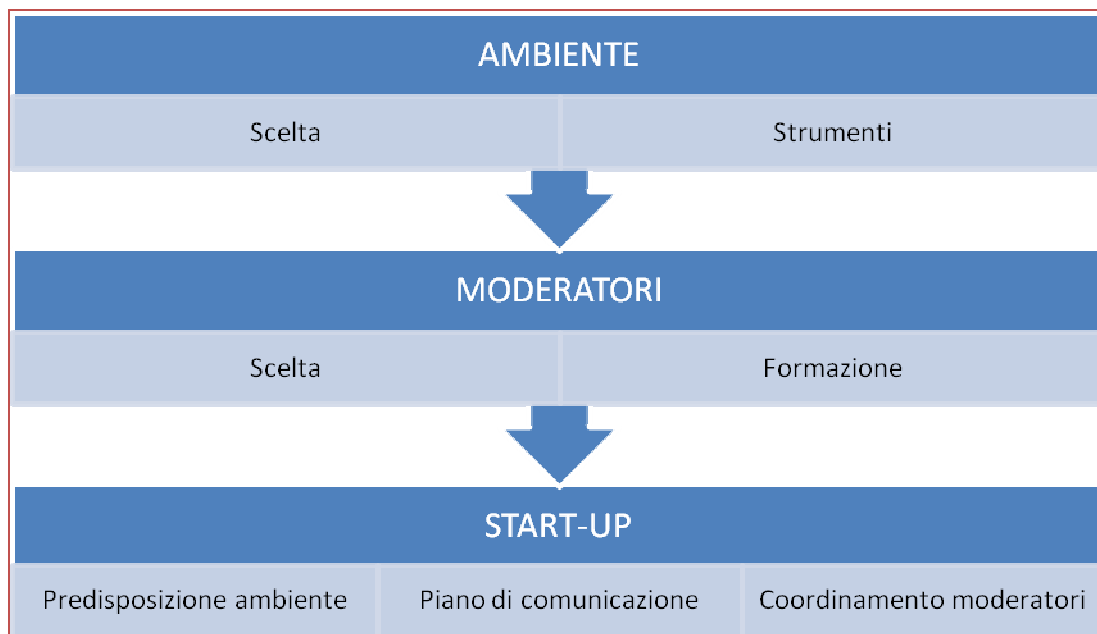 AMBIENTE
Scelta Strumenti
MODERATORI
Scelta Formazione
START-UP
Predisposizione ambiente Piano di comunicazione Coordinamento moderatori